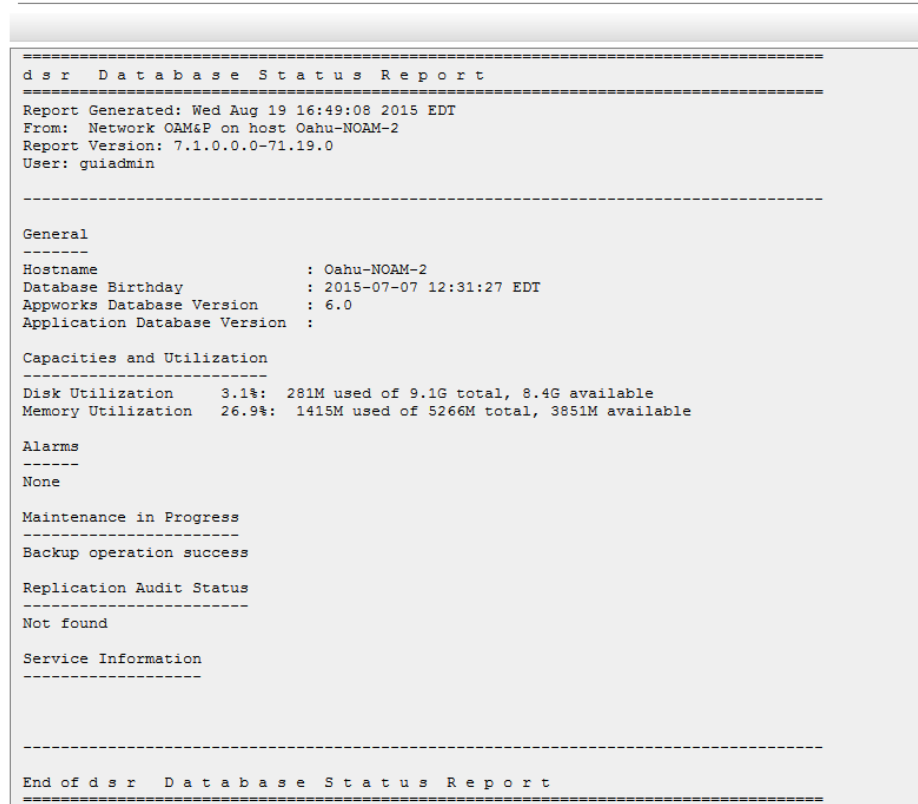 ================================================================================
d s r   D a t a b a s e   S t a t u s   R e p o r t
================================================================================
Report Generated: Wed Aug 19 16:49:08 2015 EDT
From:  Network OAM&P on host Oahu-NOAM-2
Report Version: 7.1.0.0.0-71.19.0
User: guiadmin
--------------------------------------------------------------------------------
General
-------
Hostname                      : Oahu-NOAM-2
Database Birthday             : 2015-07-07 12:31:27 EDT
Appworks Database Version     : 6.0
Application Database Version  :
Capacities and Utilization
--------------------------
Disk Utilization     3.1%:  281M used of 9.1G total, 8.4G available
Memory Utilization   26.9%:  1415M used of 5266M total, 3851M available
Alarms
------
None
Maintenance in Progress
-----------------------
Backup operation success
Replication Audit Status
------------------------
Not found
Service Information
-------------------
--------------------------------------------------------------------------------
End of d s r   D a t a b a s e   S t a t u s   R e p o r t
================================================================================